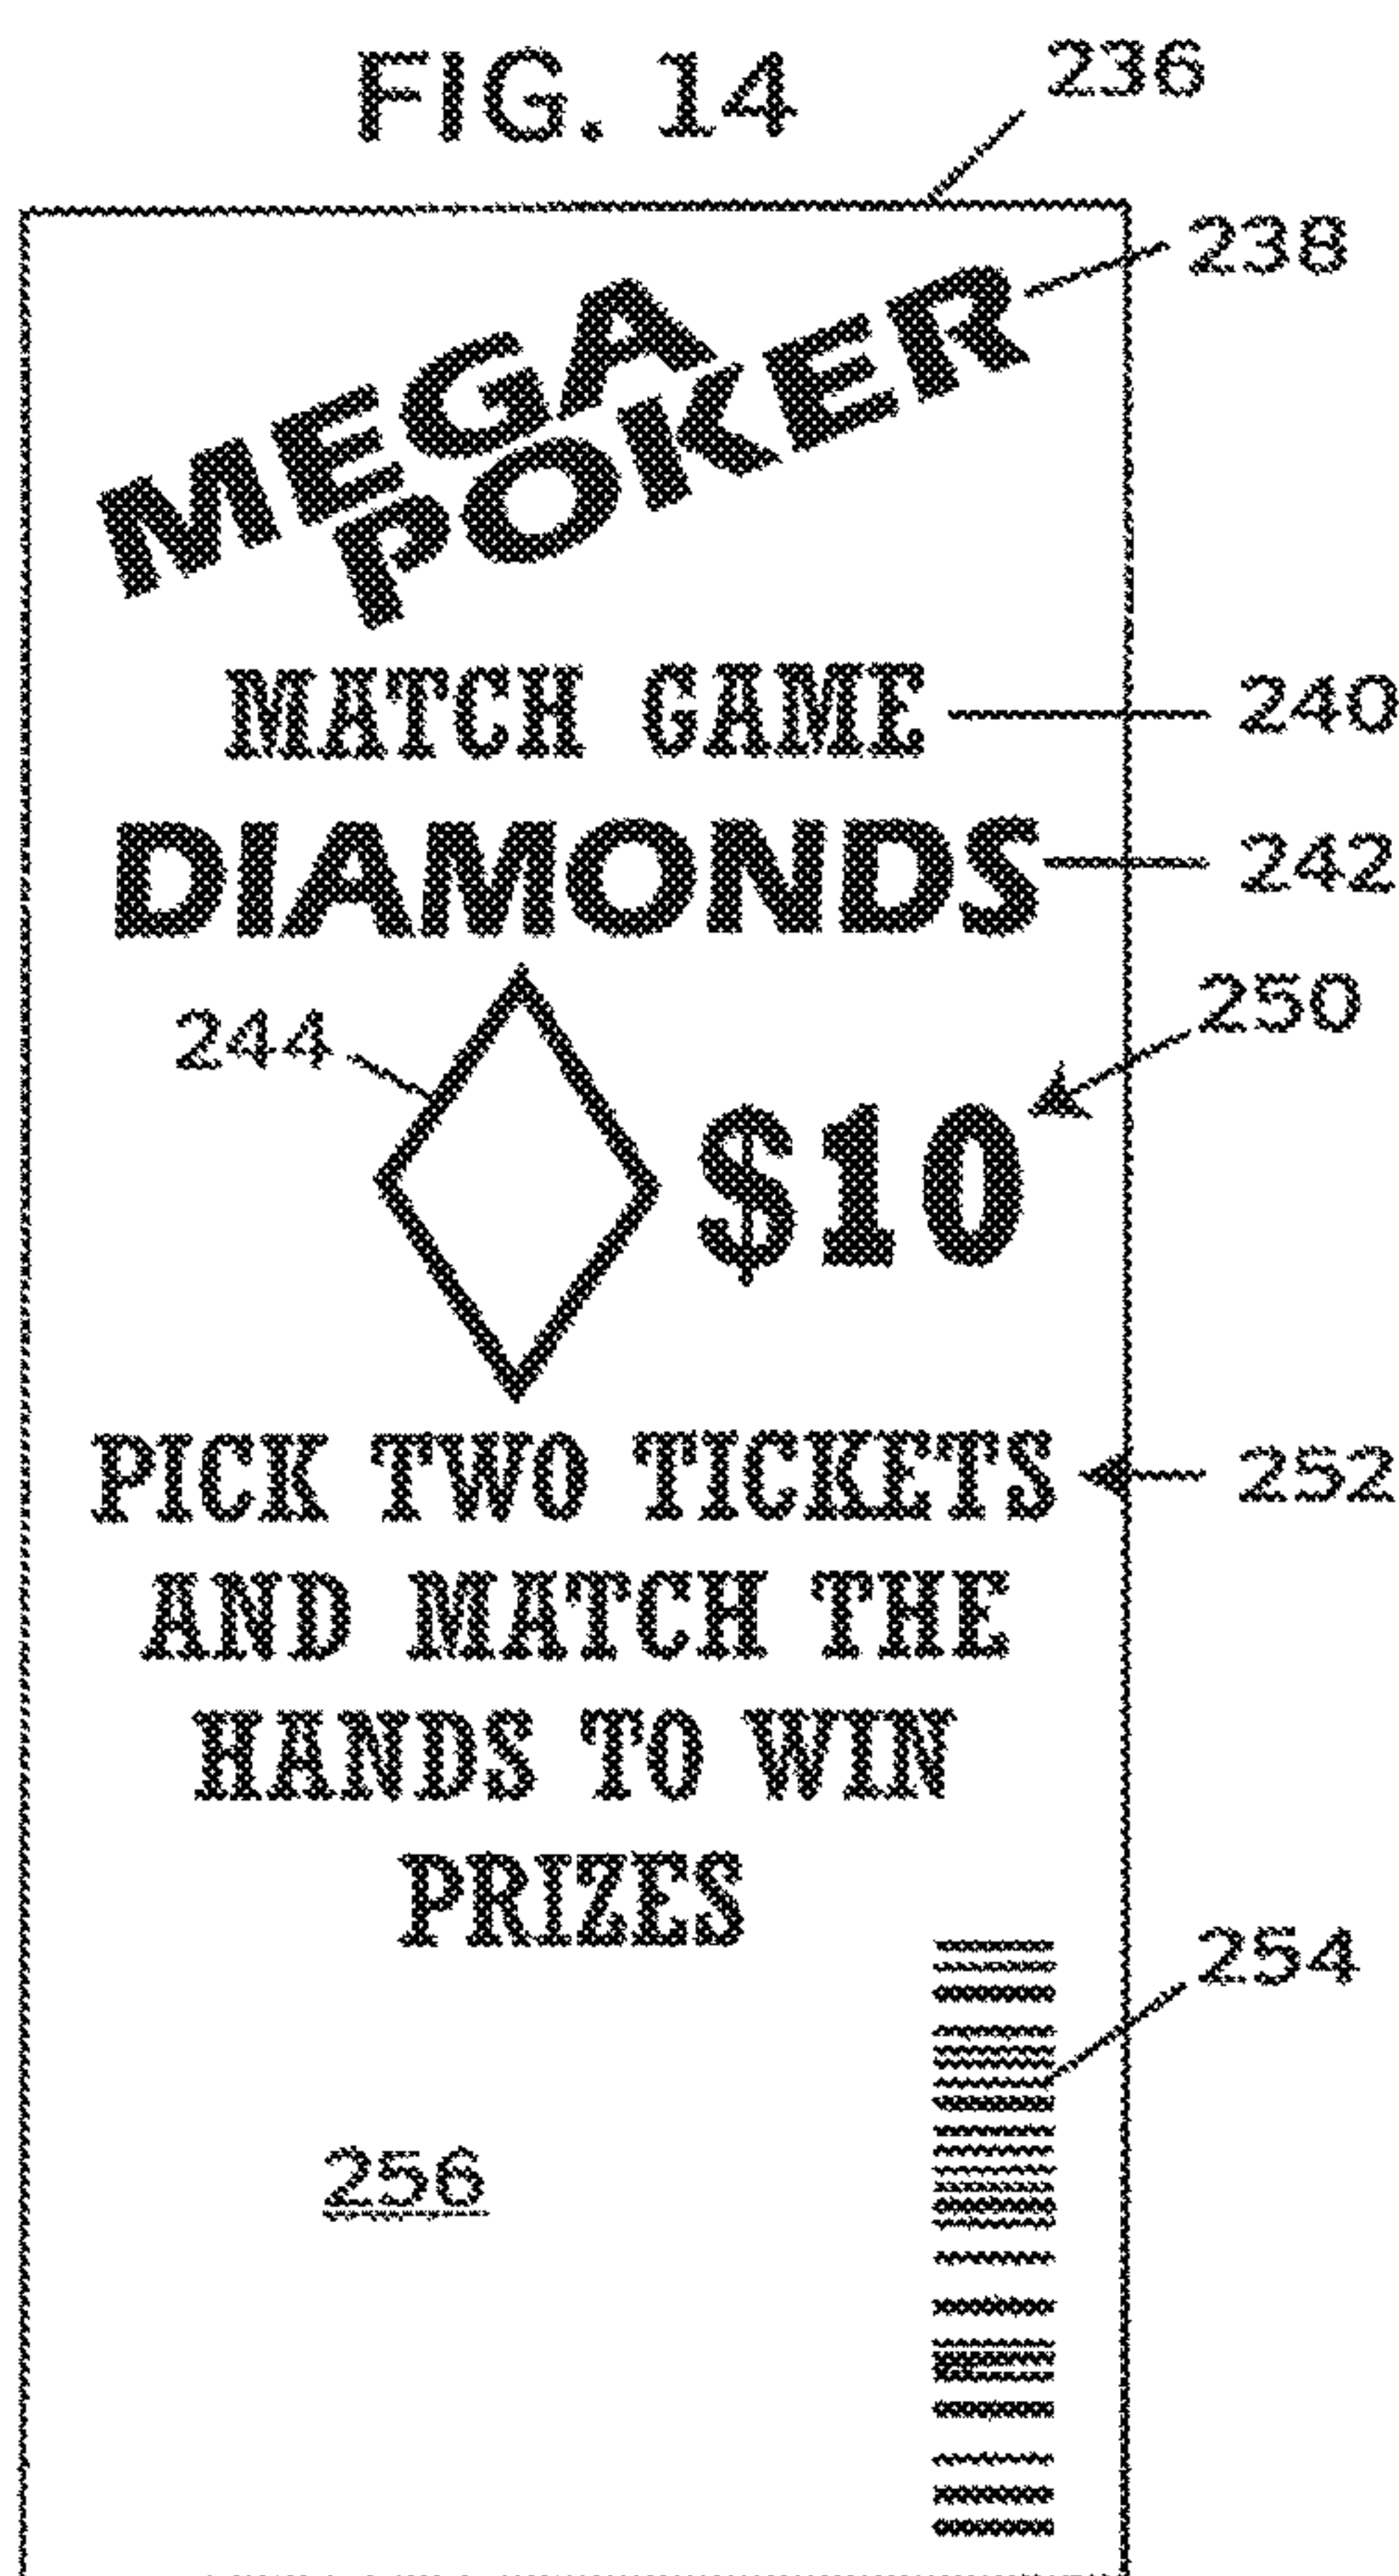 FIG. 14
236
238
MEGA
POKER
MATCH GAME
240
DIAMONDS
242
250
244
$10
PICK TWO TICKETS
252
AND MATCH THE
HANDS TO WIN
PRIZES
254
256